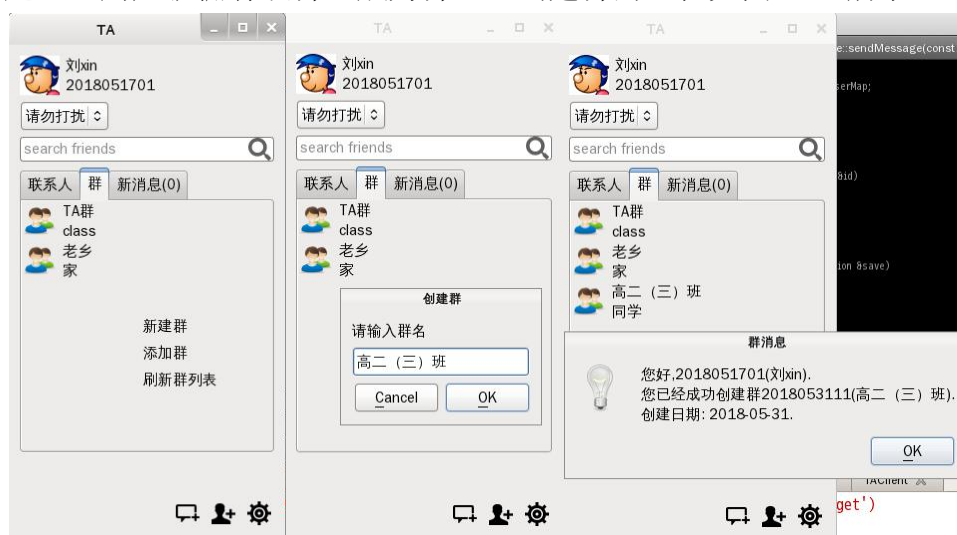 TA
刘xin
2018051701
请勿打扰
search friends
联系人 群 新消息(0)
TA群
class
老乡
家
新建群
添加群
刷新群列表
TA
刘xin
2018051701
请勿打扰
search friends
联系人 群 新消息(0)
TA群
class
老乡
家
创建群
请输入群名
高二（三）班
Cancel OK
TA
刘xin
2018051701
请勿打扰
search friends
联系人 群 新消息(0)
TA群
class
老乡
家
高二（三）班
同学
群消息
您好,2018051701(刘xin).
您已经成功创建群2018053111(高二（三）班).
创建日期: 2018-05-31.
OK
e::sendMessage(const
serMap;
&id)
ion &save)
TAClient
get')